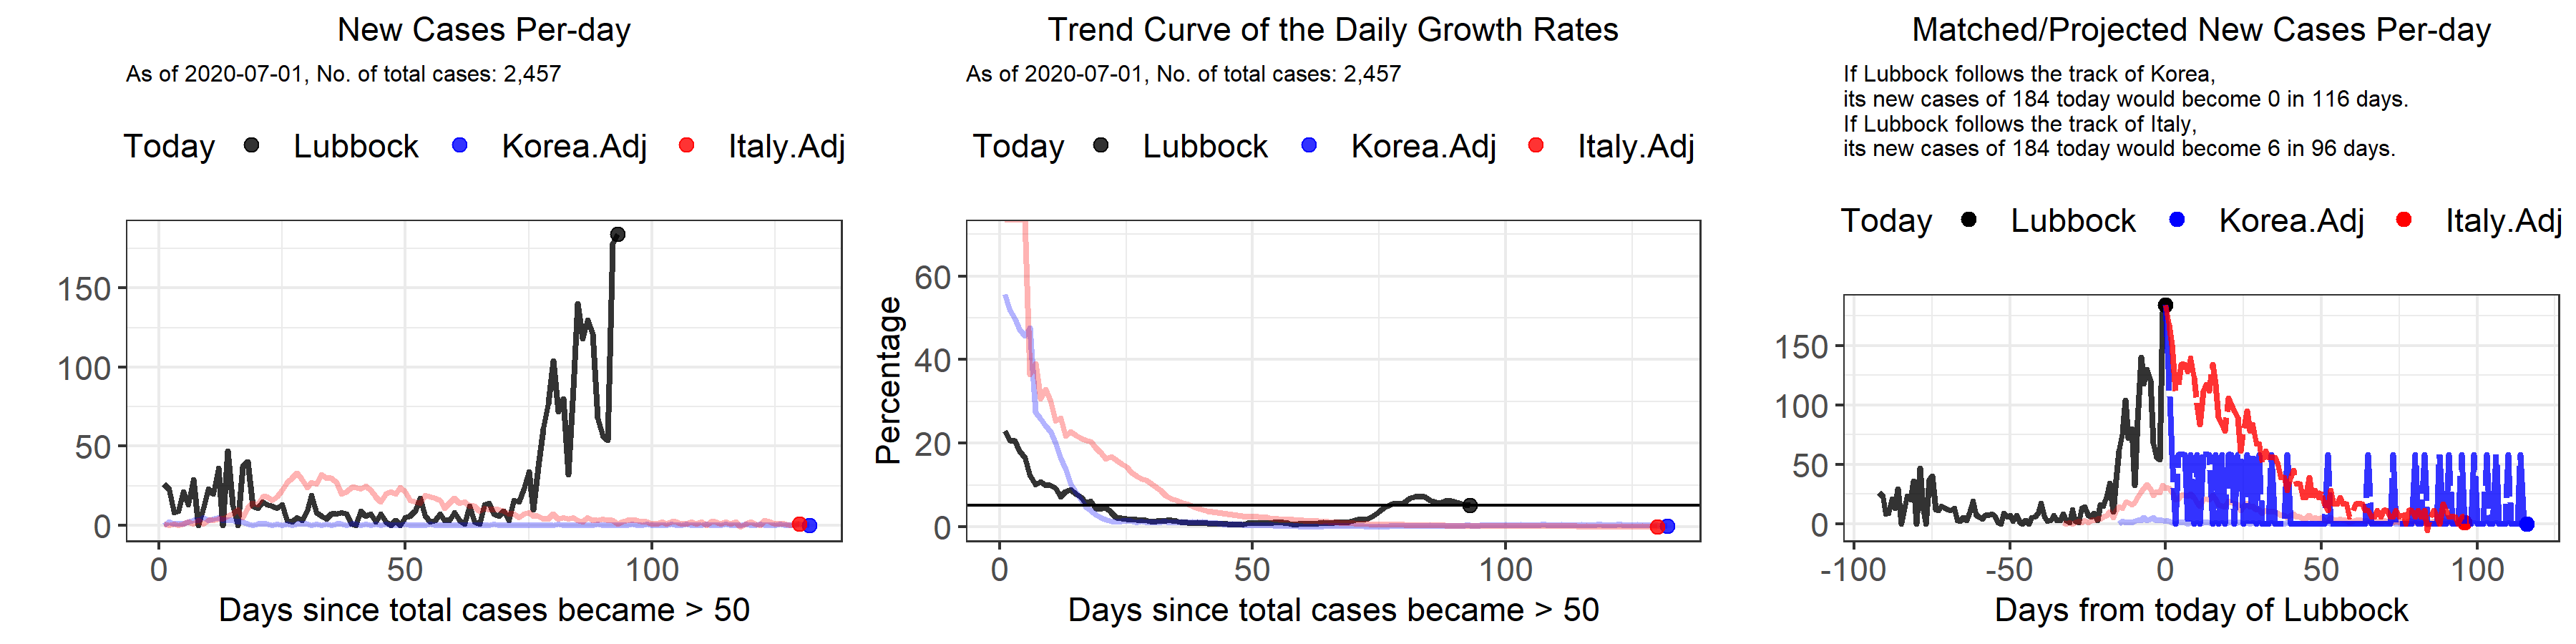 New Cases Per-day
As of 2020-07-01, No. of total cases: 2,457
Today Lubbock Korea.Adj Italy.Adj
150
100
50
0
0 50 100
Days since total cases became > 50
Trend Curve of the Daily Growth Rates
As of 2020-07-01, No. of total cases: 2,457
Today Lubbock Korea.Adj Italy.Adj
Percentage
60
40
20
0
0 50 100
Days since total cases became > 50
Matched/Projected New Cases Per-day
If Lubbock follows the track of Korea,
its new cases of 184 today would become 0 in 116 days.
If Lubbock follows the track of Italy,
its new cases of 184 today would become 6 in 96 days.
Today Lubbock Korea.Adj Italy.Adj
150
100
50
0
-100 -50 0 50 100
Days from today of Lubbock